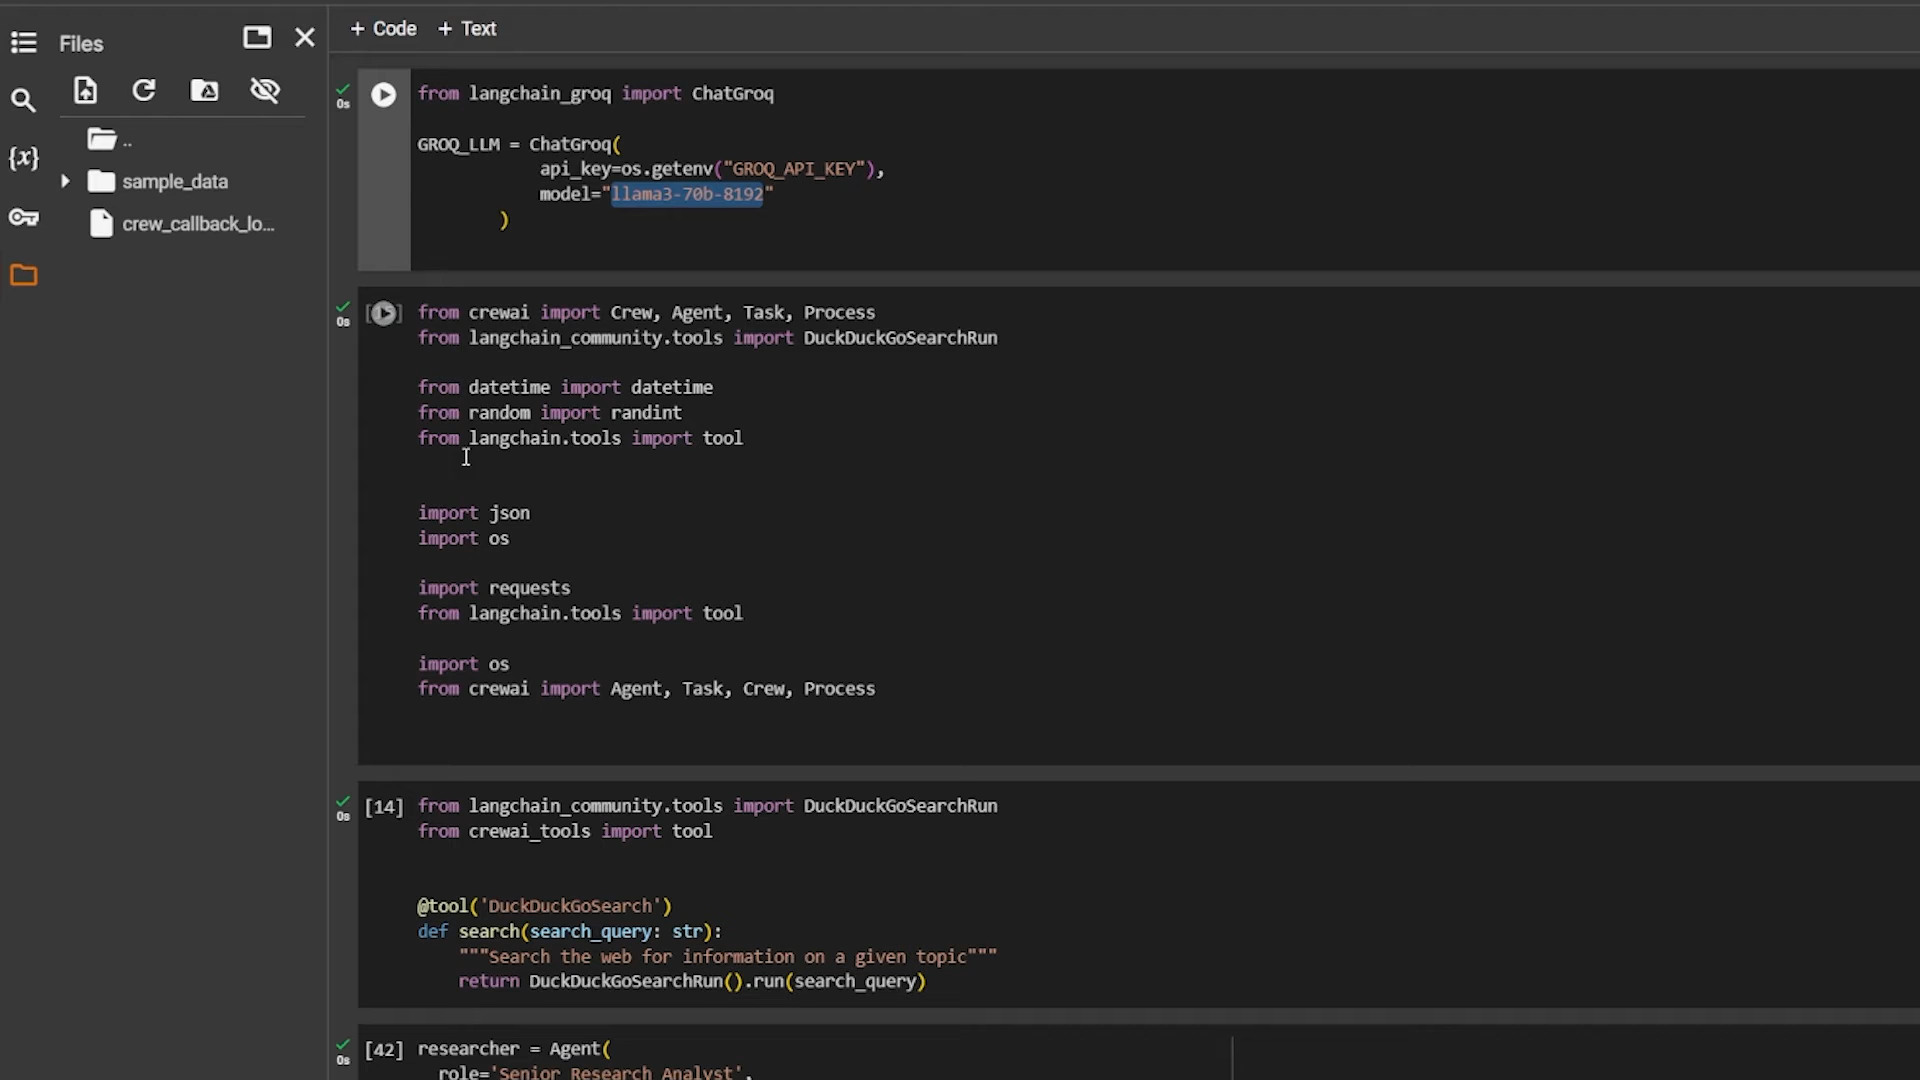 Files
..
sample_data
crew_callback_lo...
+ Code + Text
0s
from langchain_groq import ChatGroq
GROQ_LLM = ChatGroq(
api_key=os.getenv("GROQ_API_KEY"),
model="llama3-70b-8192"
)
0s
from crewai import Crew, Agent, Task, Process
from langchain_community.tools import DuckDuckGoSearchRun
from datetime import datetime
from random import randint
from langchain.tools import tool
import json
import os
import requests
from langchain.tools import tool
import os
from crewai import Agent, Task, Crew, Process
0s
[14] from langchain_community.tools import DuckDuckGoSearchRun
from crewai_tools import tool
@tool('DuckDuckGoSearch')
def search(search_query: str):
"""Search the web for information on a given topic"""
return DuckDuckGoSearchRun().run(search_query)
0s
[42] researcher = Agent(
role='Senior Research Analyst',